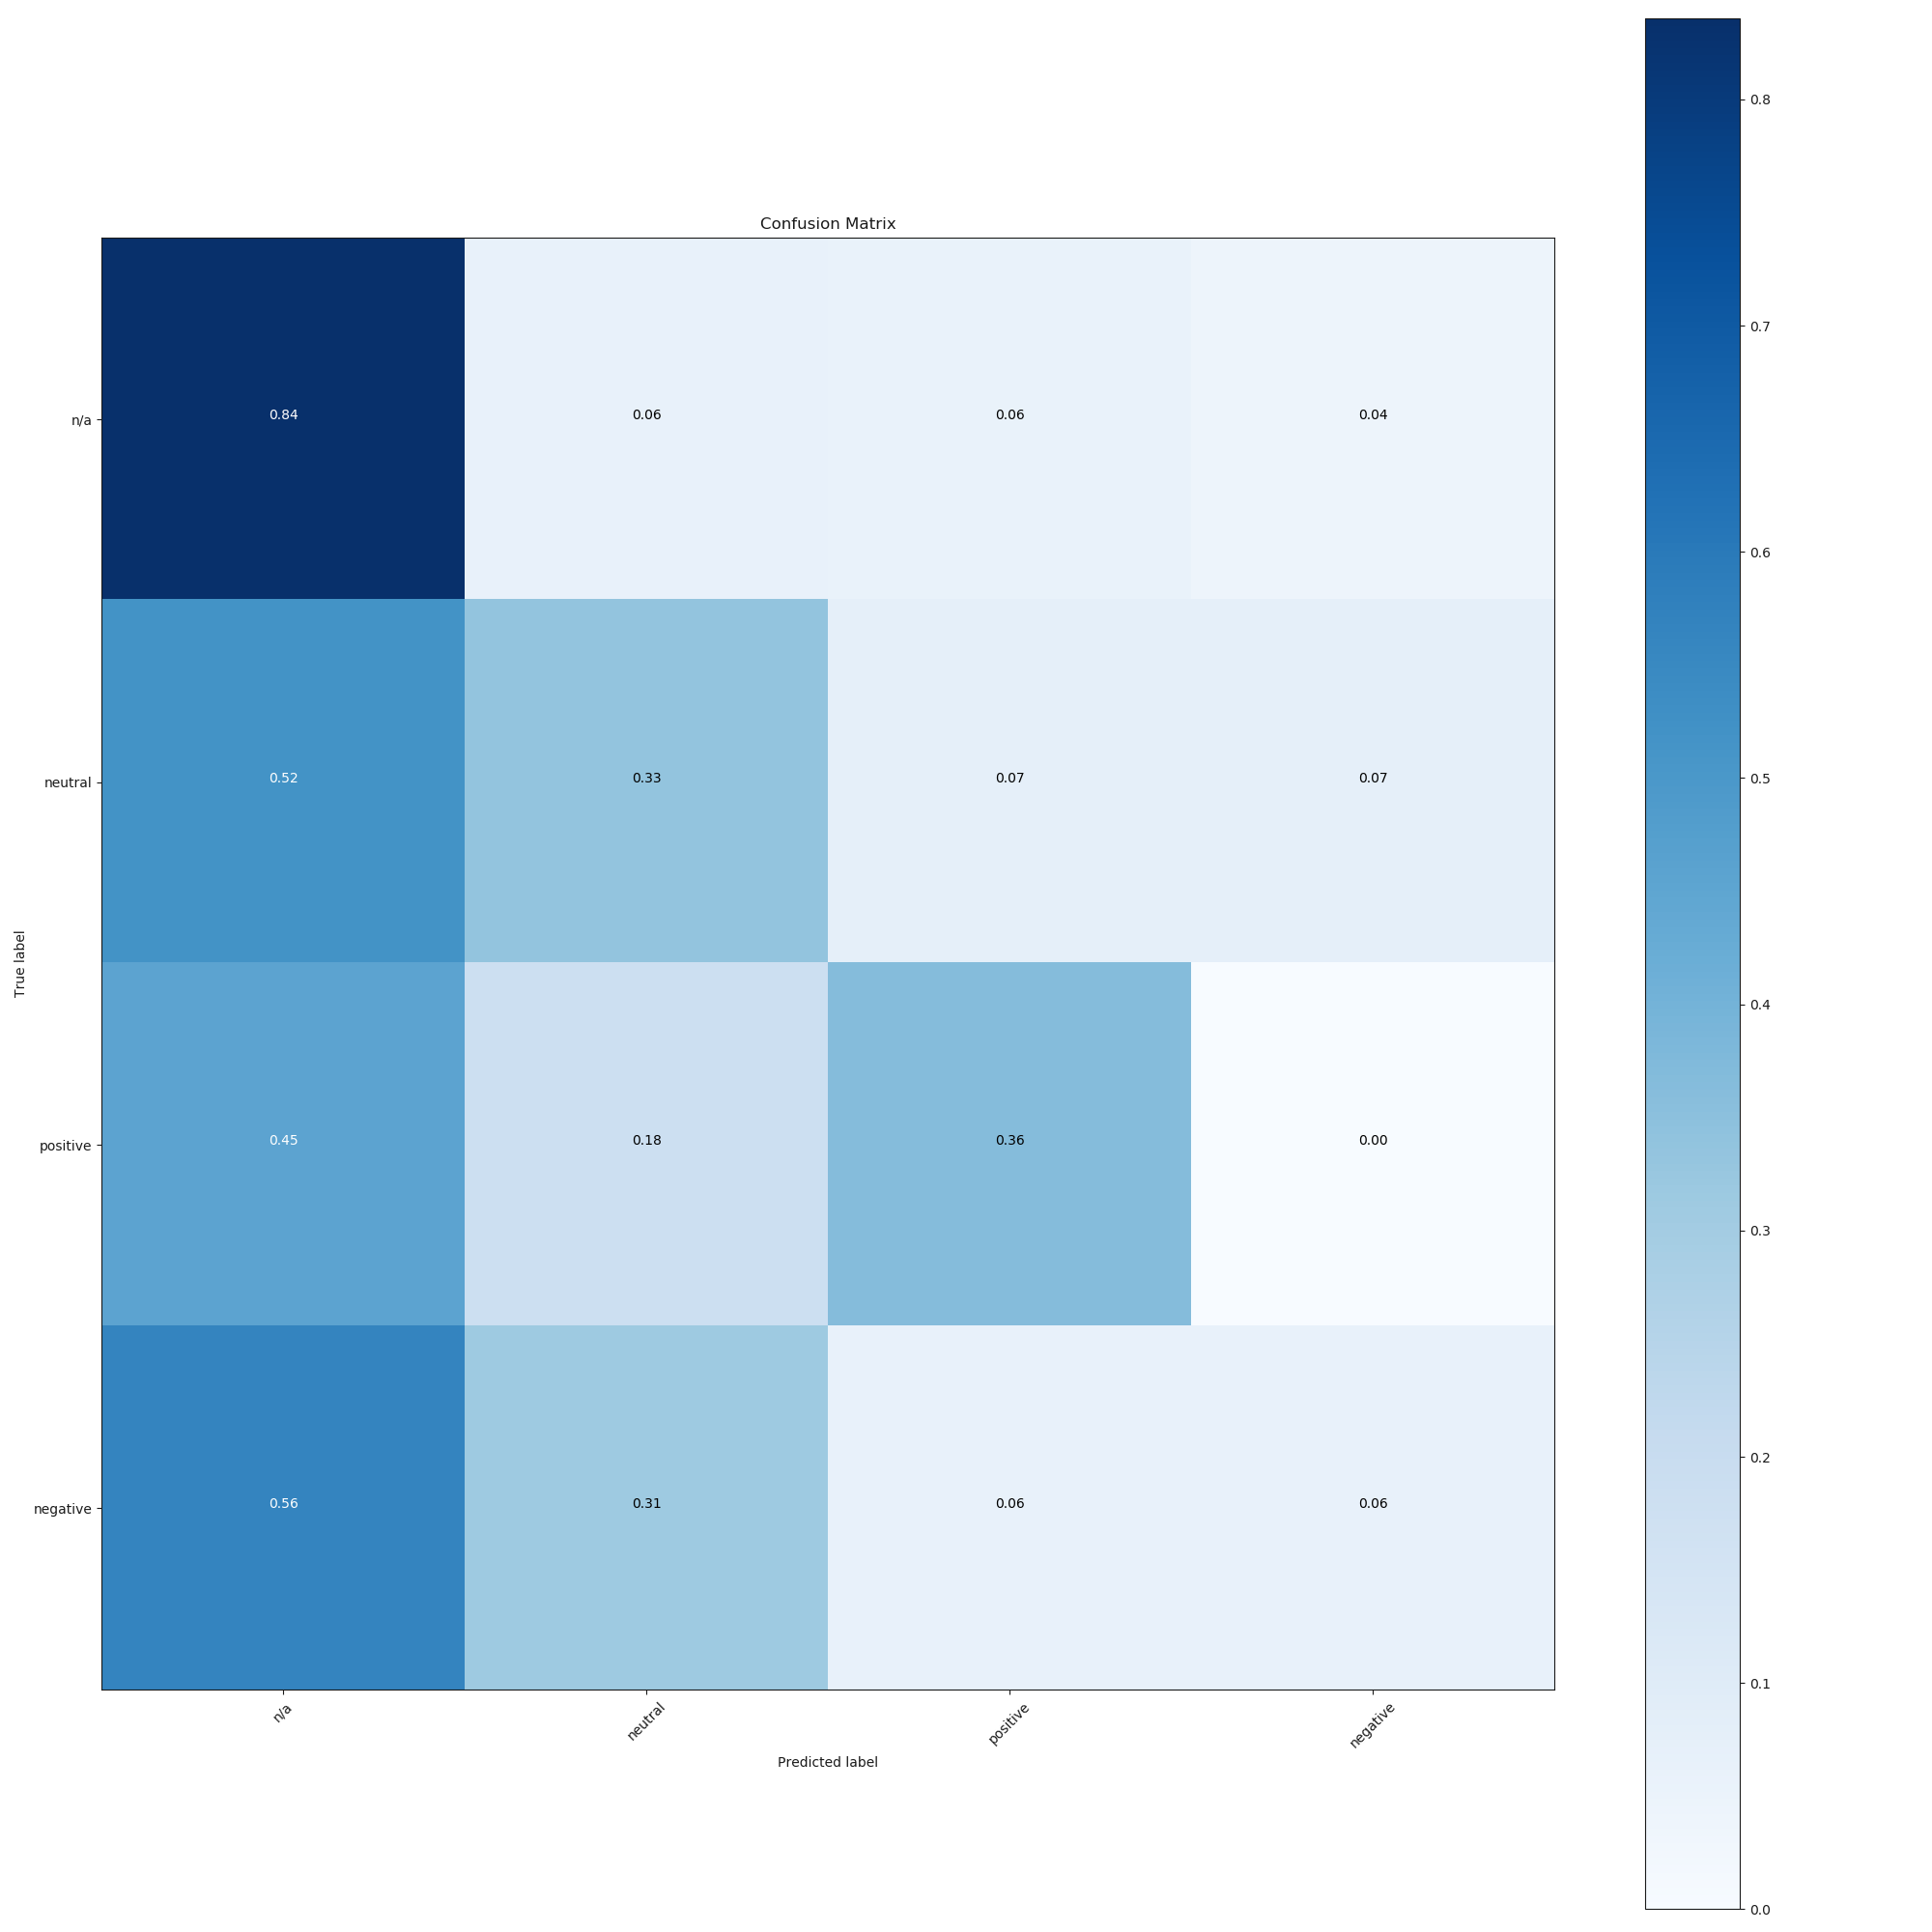 Confusion Matrix
n/a 0.84 0.06 0.06 0.04
neutral 0.52 0.33 0.07 0.07
positive 0.45 0.18 0.36 0.00
negative 0.56 0.31 0.06 0.06
n/a neutral positive negative
True label
Predicted label
0.8
0.7
0.6
0.5
0.4
0.3
0.2
0.1
0.0